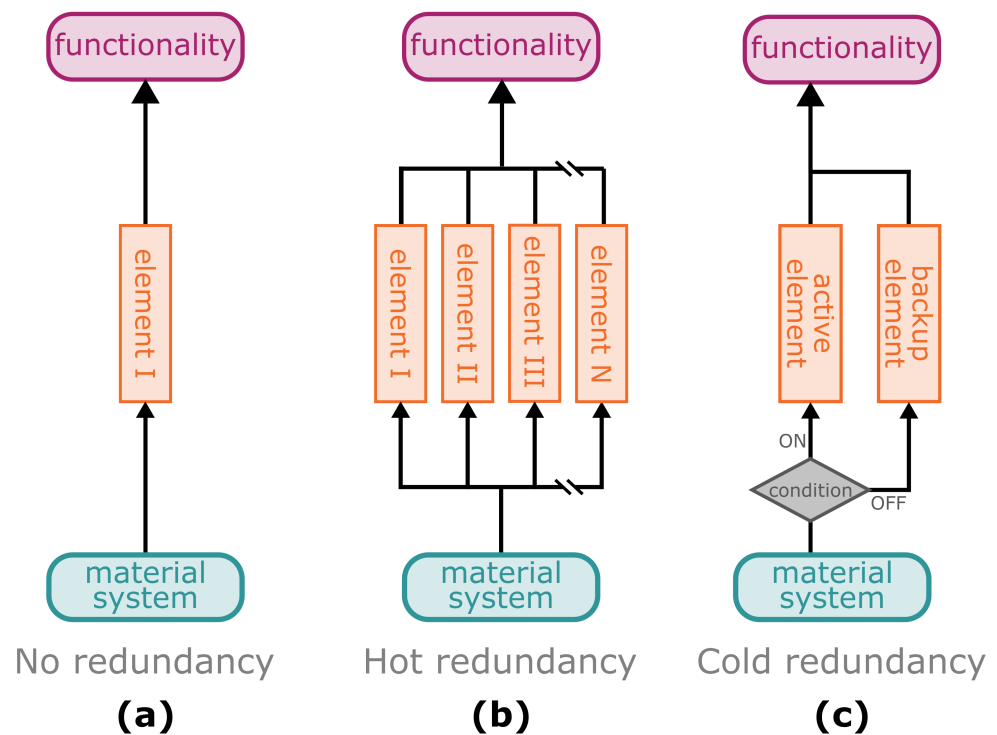 functionality
element I
material
system
No redundancy
(a)
functionality
element I
element II
element III
element N
material
system
Hot redundancy
(b)
functionality
active
element
backup
element
ON
condition
OFF
material
system
Cold redundancy
(c)